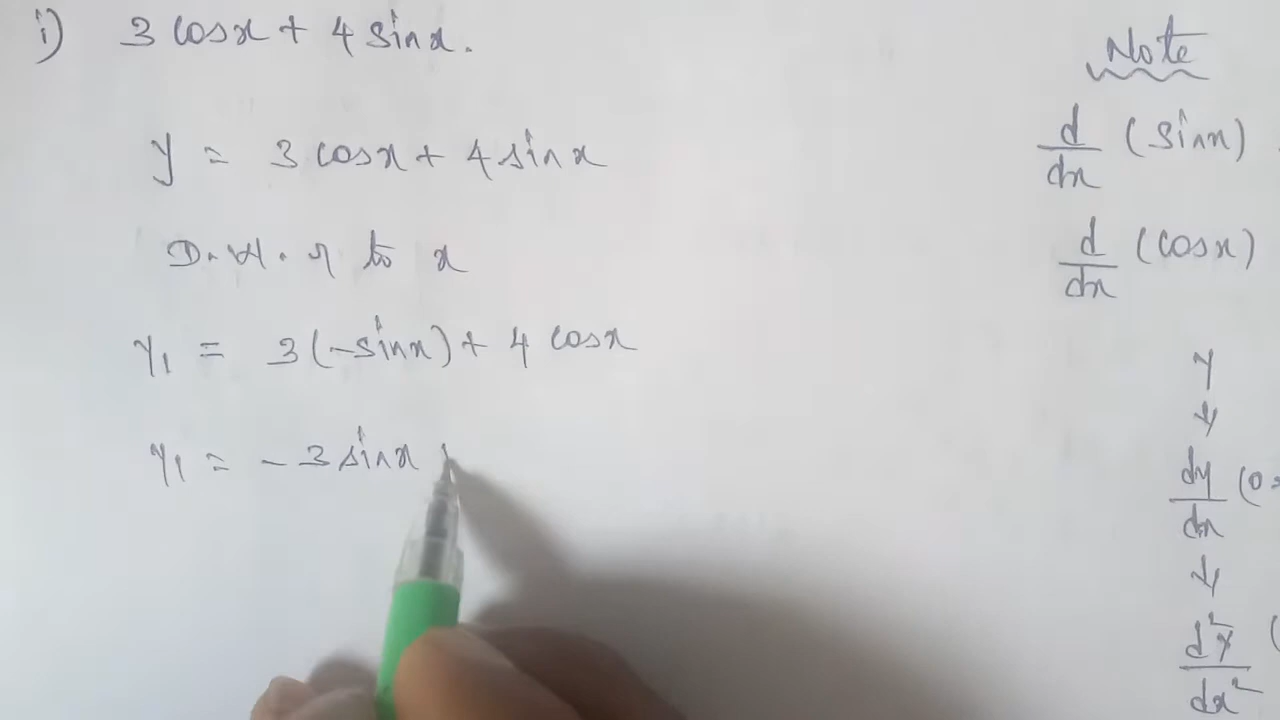 i) 3 cosx + 4 sinx.
y = 3 cosx + 4 sinx
D.W.r to x
y₁ = 3(-sinx) + 4 cosx
y₁ = - 3 sinx
Note
d/dx (sinx)
d/dx (cosx)
y
↓
dy/dx (o
↓
d²y/dx² (